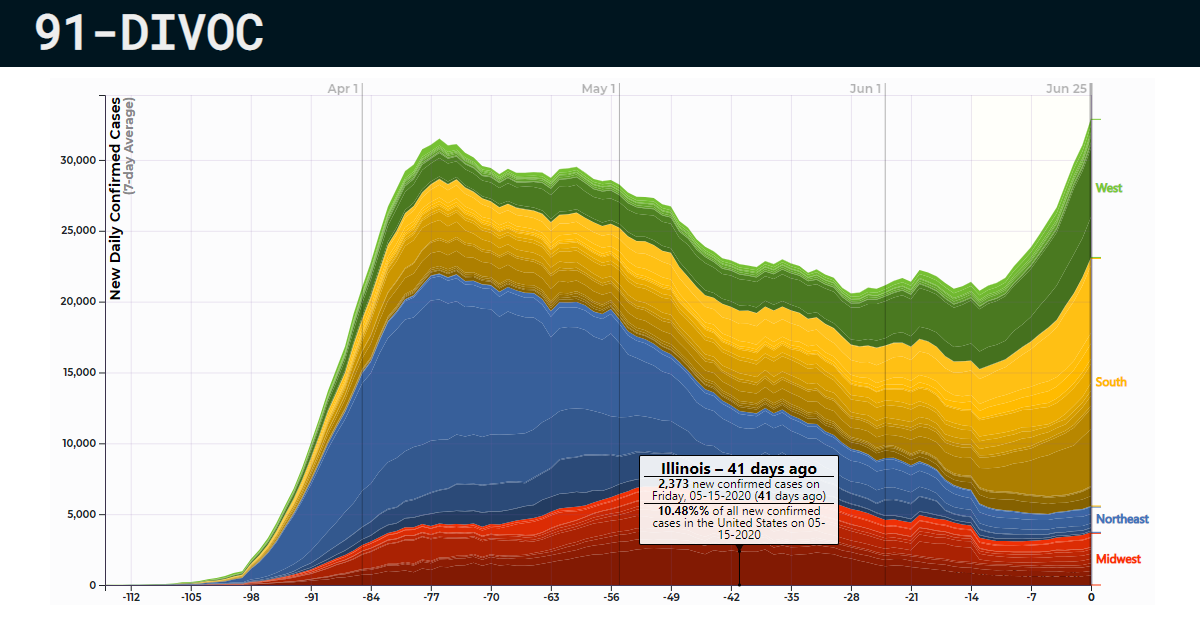 91-DIVOC
Apr 1
May 1
Jun 1
Jun 25
New Daily Confirmed Cases
(7-day Average)
30,000
25,000
20,000
15,000
10,000
5,000
0
West
South
Northeast
Midwest
Illinois – 41 days ago
2,373 new confirmed cases on
Friday, 05-15-2020 (41 days ago)
10.48%% of all new confirmed
cases in the United States on 05-
15-2020
-112 -105 -98 -91 -84 -77 -70 -63 -56 -49 -42 -35 -28 -21 -14 -7 0